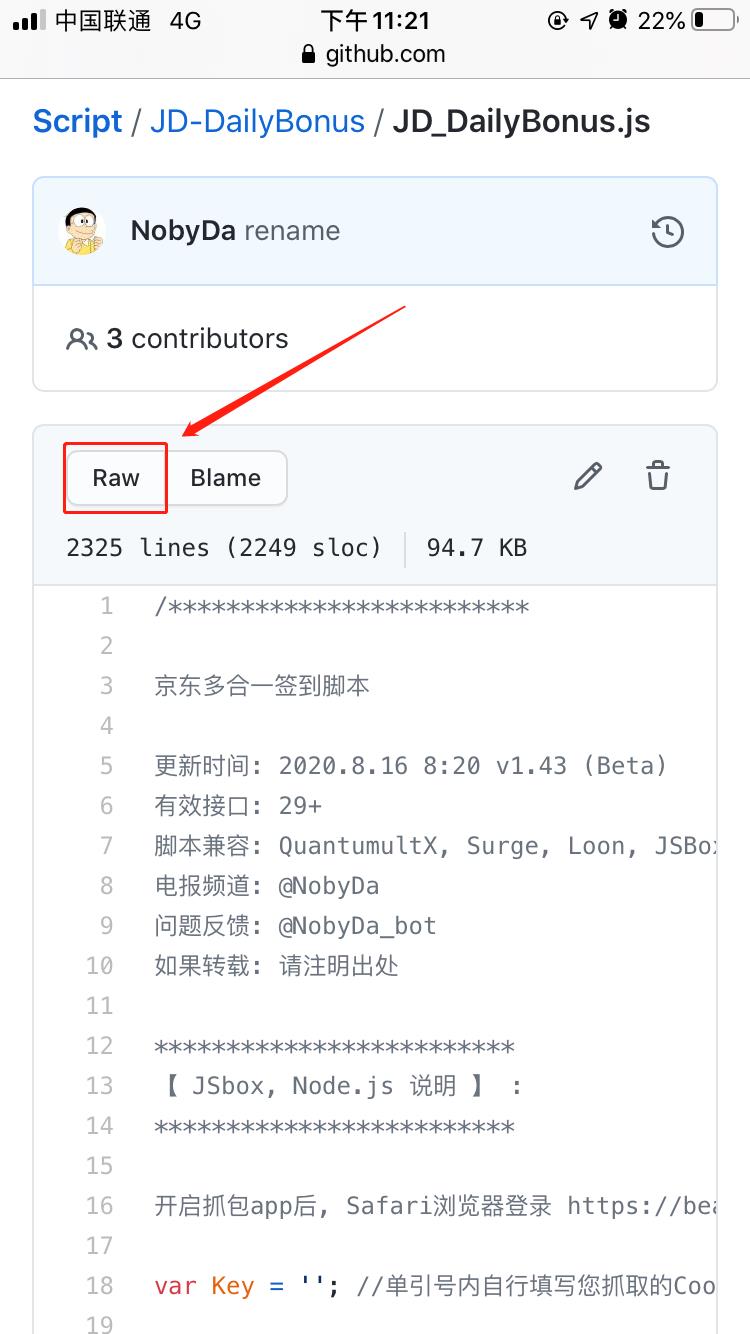 中国联通 4G 下午11:21 22%
github.com
Script / JD-DailyBonus / JD_DailyBonus.js
NobyDa rename
3 contributors
Raw Blame
2325 lines (2249 sloc) 94.7 KB
1 /*************************
2
3 京东多合一签到脚本
4
5 更新时间: 2020.8.16 8:20 v1.43 (Beta)
6 有效接口: 29+
7 脚本兼容: QuantumultX, Surge, Loon, JSBo
8 电报频道: @NobyDa
9 问题反馈: @NobyDa_bot
10 如果转载: 请注明出处
11
12 *************************
13 【 JSbox, Node.js 说明 】 :
14 *************************
15
16 开启抓包app后, Safari浏览器登录 https://bea
17
18 var Key = ''; //单引号内自行填写您抓取的Coo
19